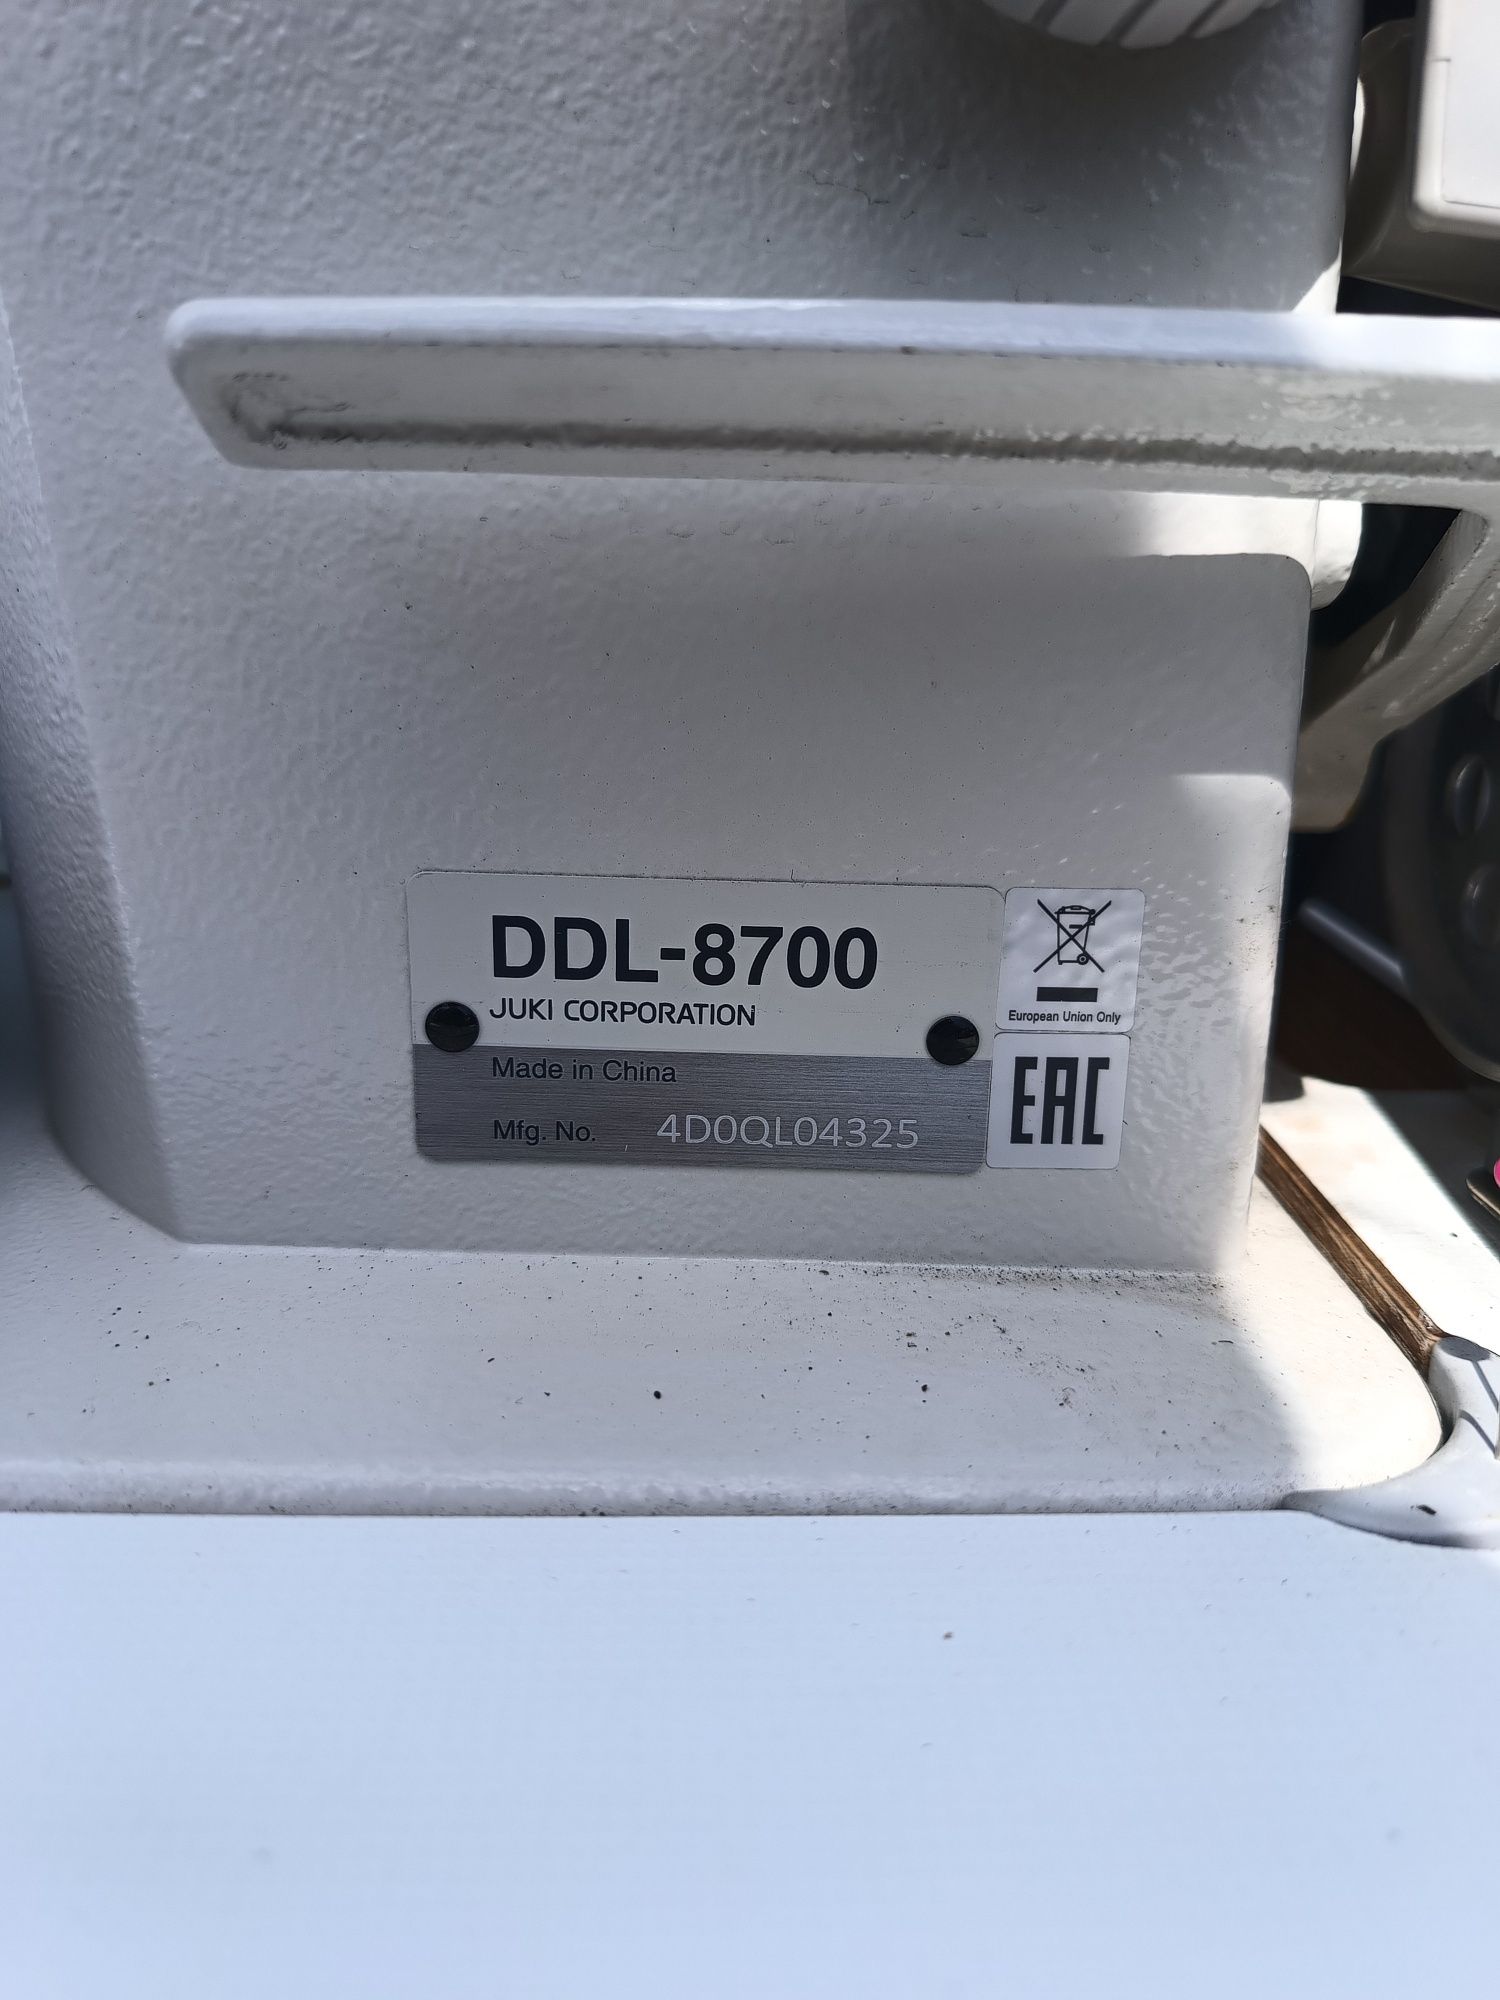 DDL-8700
JUKI CORPORATION
Made in China
Mfg. No. 4D0QL04325
European Union Only
EAC